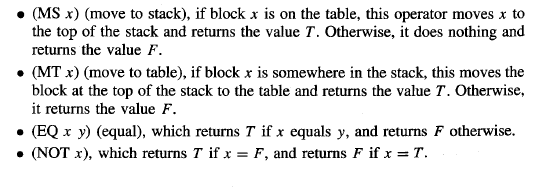 • (MS x) (move to stack), if block x is on the table, this operator moves x to
the top of the stack and returns the value T. Otherwise, it does nothing and
returns the value F.
• (MT x) (move to table), if block x is somewhere in the stack, this moves the
block at the top of the stack to the table and returns the value T. Otherwise,
it returns the value F.
• (EQ x y) (equal), which returns T if x equals y, and returns F otherwise.
• (NOT x), which returns T if x = F, and returns F if x = T.